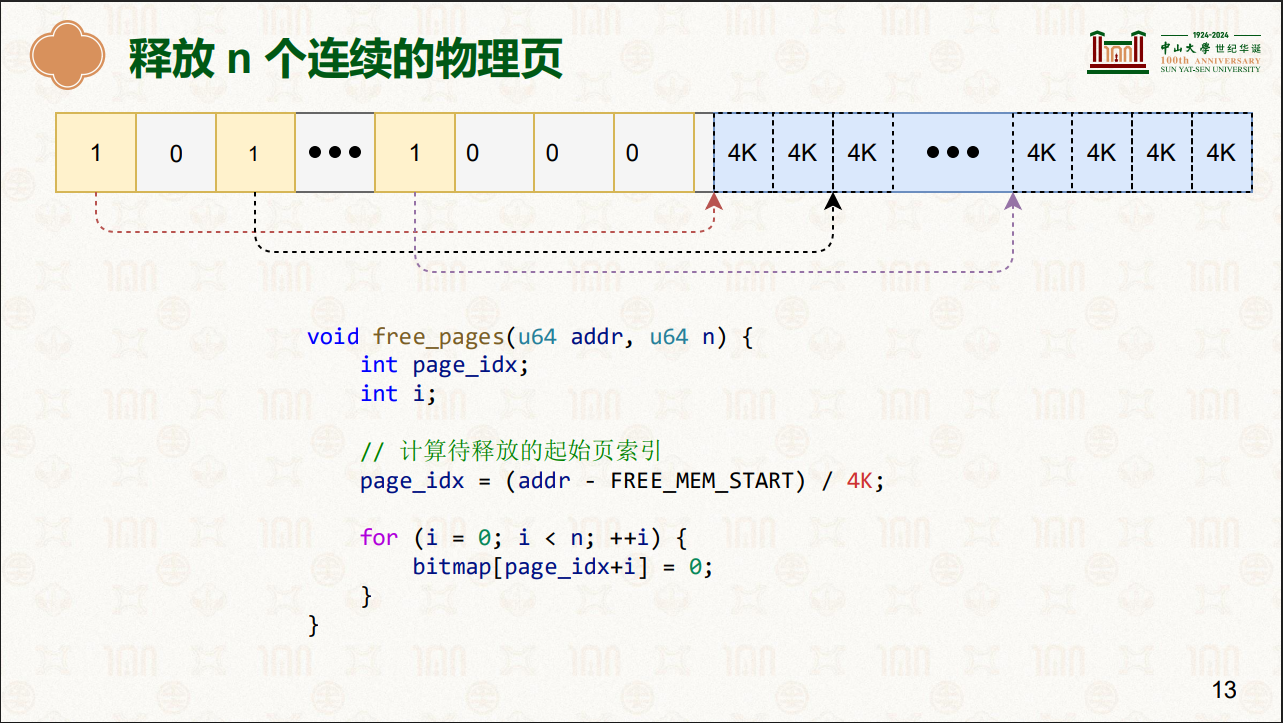 释放 n 个连续的物理页
1924-2024
中山大学 世纪华诞
100th ANNIVERSARY
SUN YAT-SEN UNIVERSITY
1 0 1 ••• 1 0 0 0 4K 4K 4K ••• 4K 4K 4K 4K
void free_pages(u64 addr, u64 n) {
    int page_idx;
    int i;
    // 计算待释放的起始页索引
    page_idx = (addr - FREE_MEM_START) / 4K;
    for (i = 0; i < n; ++i) {
        bitmap[page_idx+i] = 0;
    }
}
13